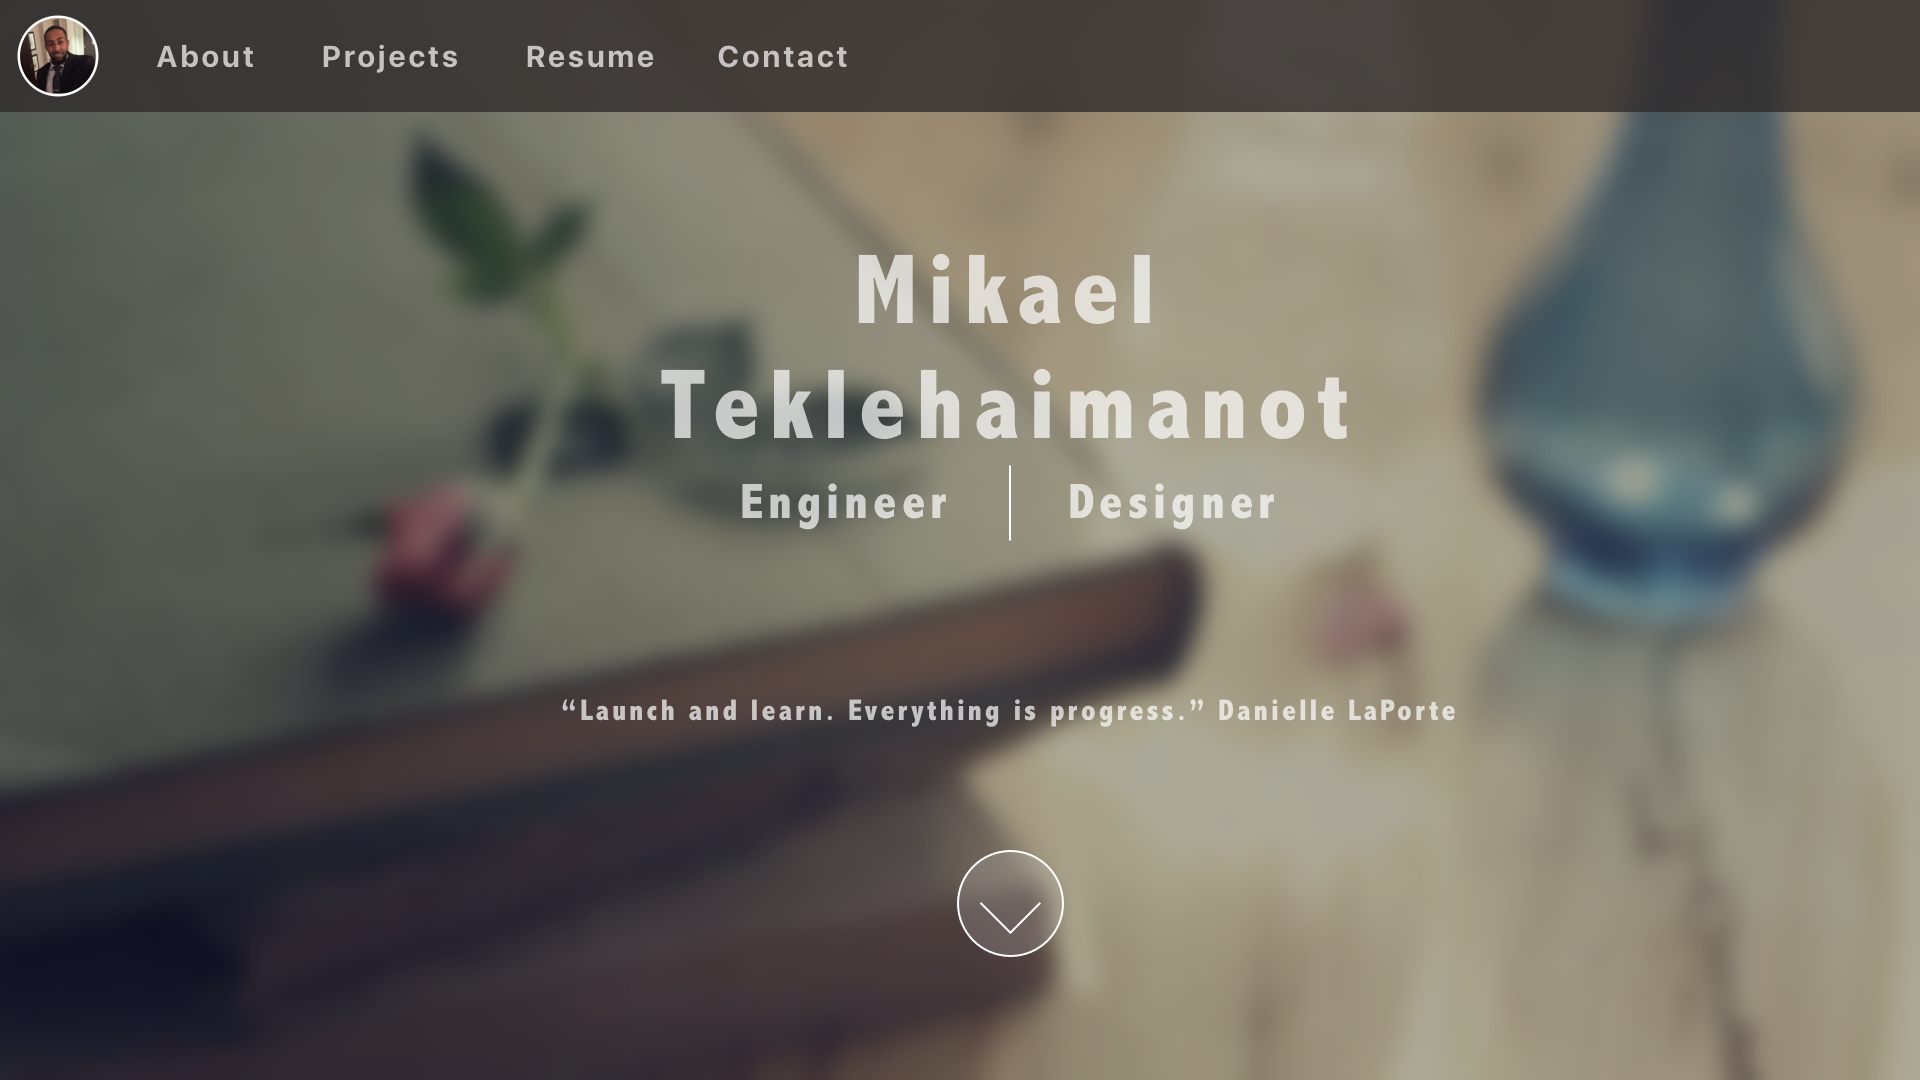 About Projects Resume Contact
Mikael
Teklehaimanot
Engineer Designer
“Launch and learn. Everything is progress.” Danielle LaPorte